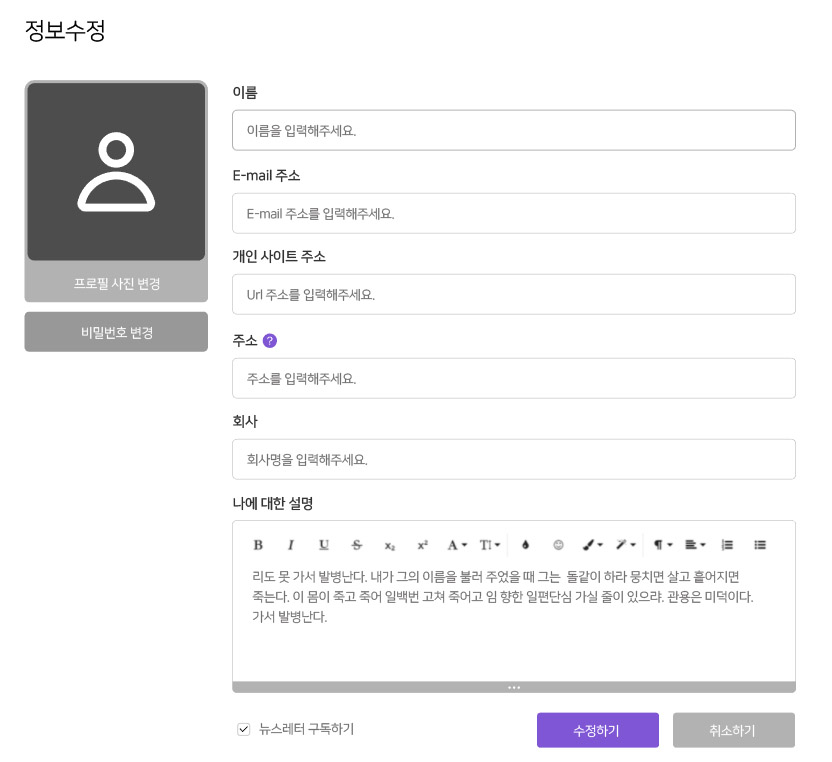 정보수정
프로필 사진 변경
비밀번호 변경
이름
이름을 입력해주세요.
E-mail 주소
E-mail 주소를 입력해주세요.
개인 사이트 주소
Url 주소를 입력해주세요.
주소 ?
주소를 입력해주세요.
회사
회사명을 입력해주세요.
나에 대한 설명
B I U S x₂ x² A T
리도 못 가서 발병난다. 내가 그의 이름을 불러 주었을 때 그는 돌같이 하라 뭉치면 살고 흩어지면
죽는다. 이 몸이 죽고 죽어 일백번 고쳐 죽어고 임 향한 일편단심 가실 줄이 있으랴. 관용은 미덕이다.
가서 발병난다.
뉴스레터 구독하기
수정하기 취소하기